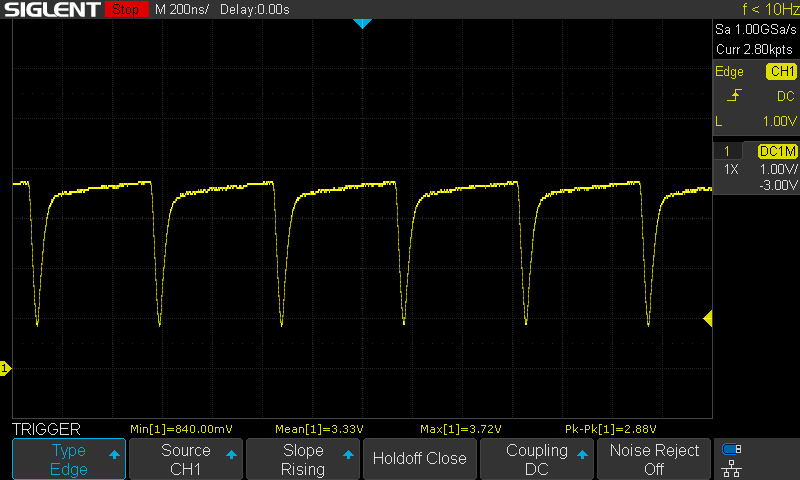 SIGLENT Stop M 200ns/ Delay:0.00s f < 10Hz
Sa 1.00GSa/s
Curr 2.80kpts
Edge CH1
DC
L 1.00V
1 DC1M
1X 1.00V/
-3.00V
1
TRIGGER Min[1]=840.00mV Mean[1]=3.33V Max[1]=3.72V Pk-Pk[1]=2.88V
Type Source Slope Holdoff Close Coupling Noise Reject
Edge CH1 Rising DC Off